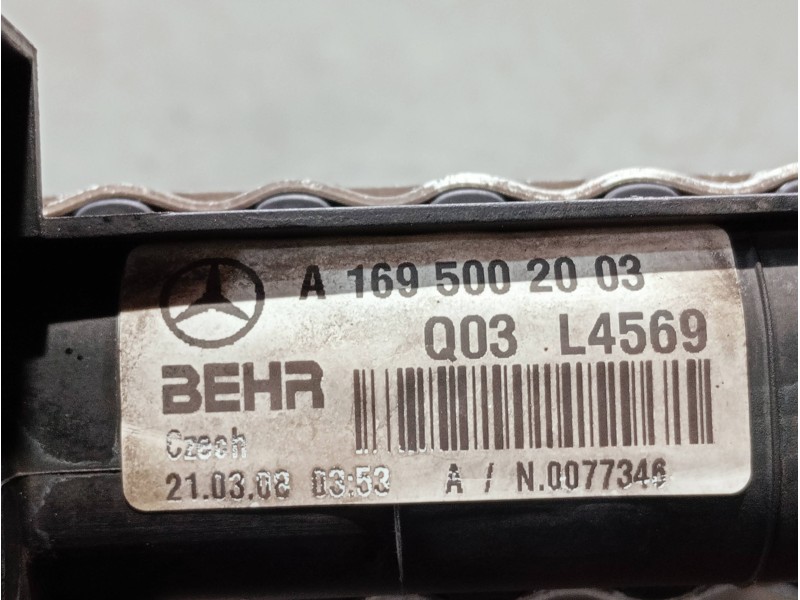 A 169 500 20 03
Q03 L4569
BEHR
Czech
21.03.08 03:53 A / N.0077346